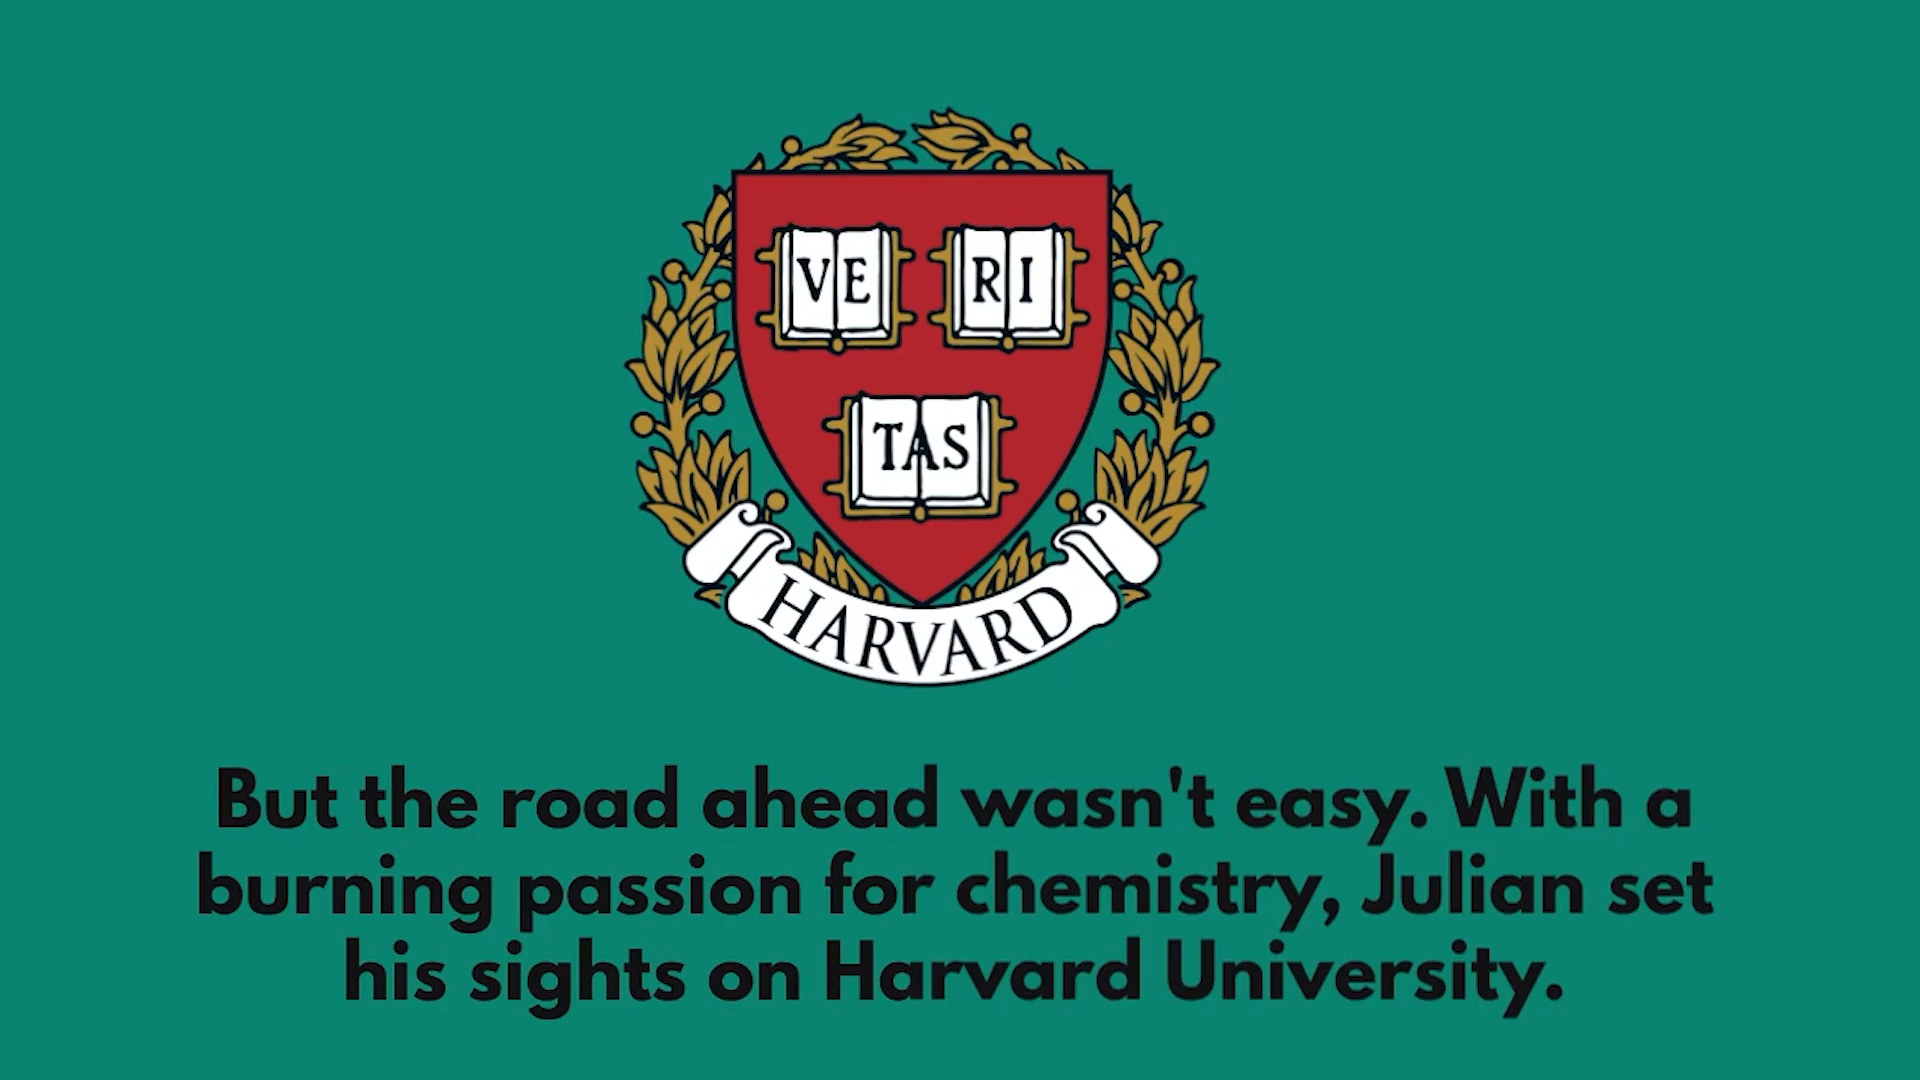 VE RI
TAS
HARVARD
But the road ahead wasn't easy. With a
burning passion for chemistry, Julian set
his sights on Harvard University.